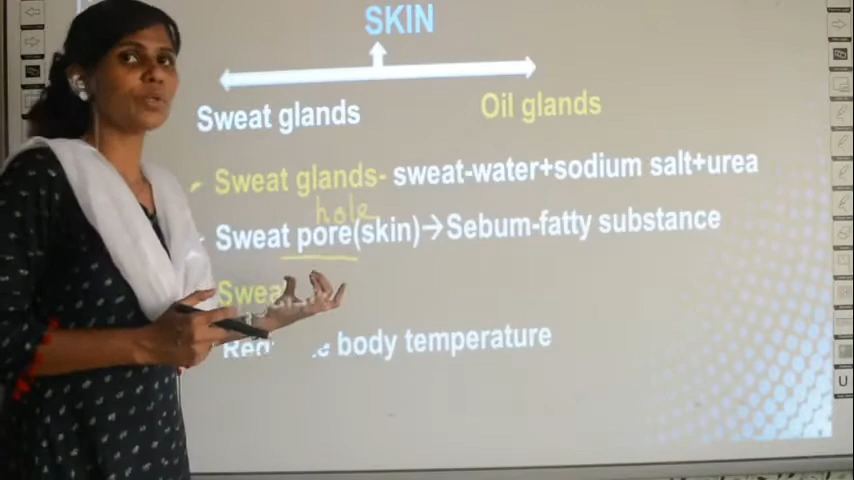 SKIN
Sweat glands Oil glands
Sweat glands- sweat-water+sodium salt+urea
hole
Sweat pore(skin)→Sebum-fatty substance
body temperature
U